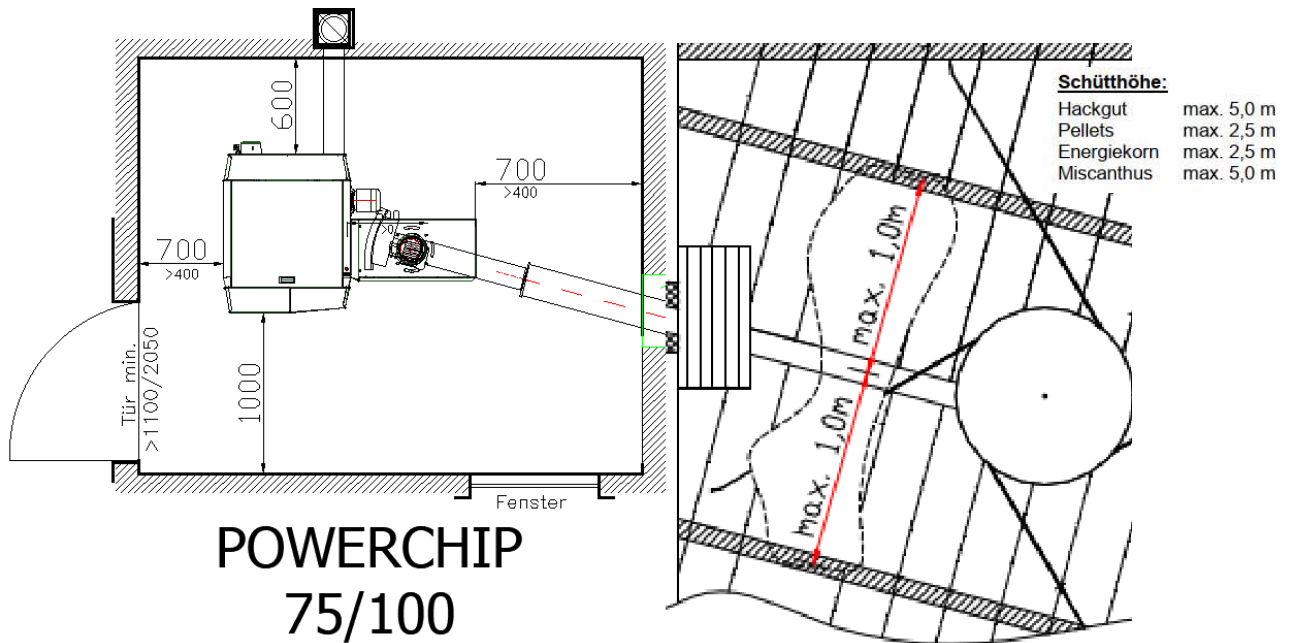 600
700
>400
700
>400
1000
Tür min.
>1100/2050
Fenster
POWERCHIP
75/100
max. 1,0m
max. 1,0m
Schütthöhe:
Hackgut max. 5,0 m
Pellets max. 2,5 m
Energiekorn max. 2,5 m
Miscanthus max. 5,0 m